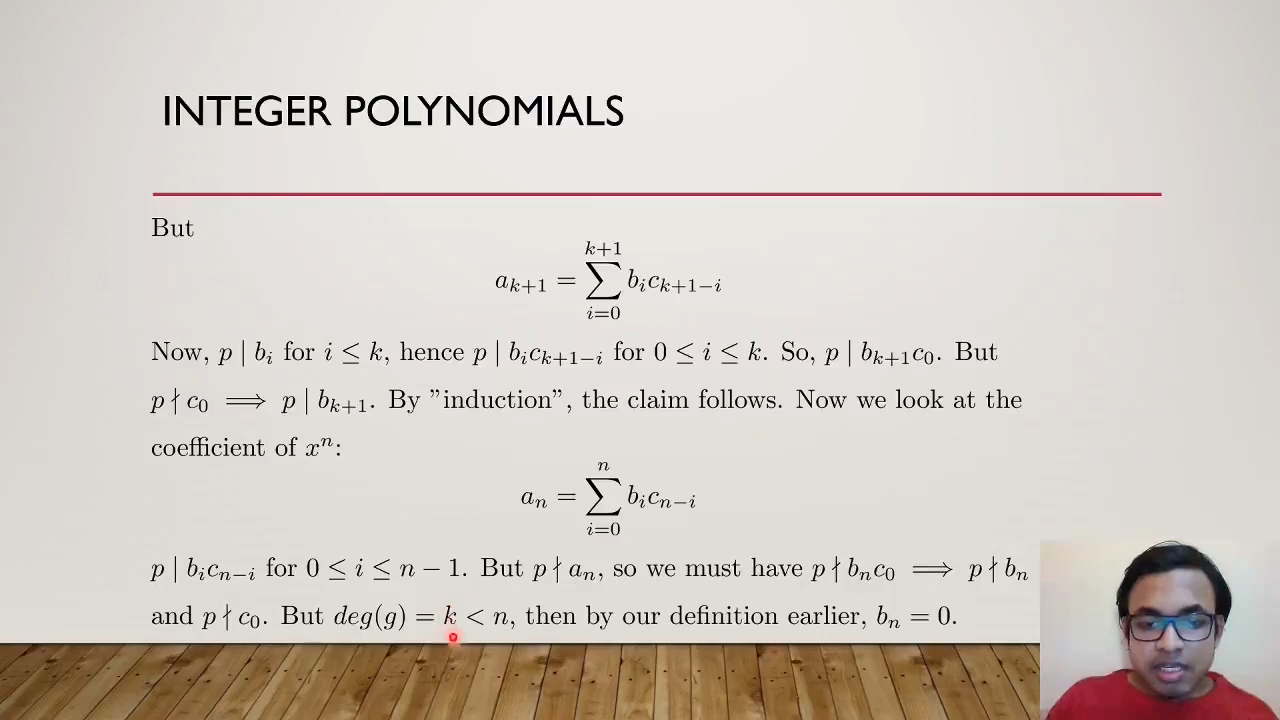 INTEGER POLYNOMIALS
But
a_{k+1} = \sum_{i=0}^{k+1} b_i c_{k+1-i}
Now, p | b_i for i ≤ k, hence p | b_i c_{k+1-i} for 0 ≤ i ≤ k. So, p | b_{k+1} c_0. But
p ∤ c_0 ⟹ p | b_{k+1}. By ”induction”, the claim follows. Now we look at the
coefficient of x^n:
a_n = \sum_{i=0}^{n} b_i c_{n-i}
p | b_i c_{n-i} for 0 ≤ i ≤ n − 1. But p ∤ a_n, so we must have p ∤ b_n c_0 ⟹ p ∤ b_n
and p ∤ c_0. But deg(g) = k < n, then by our definition earlier, b_n = 0.